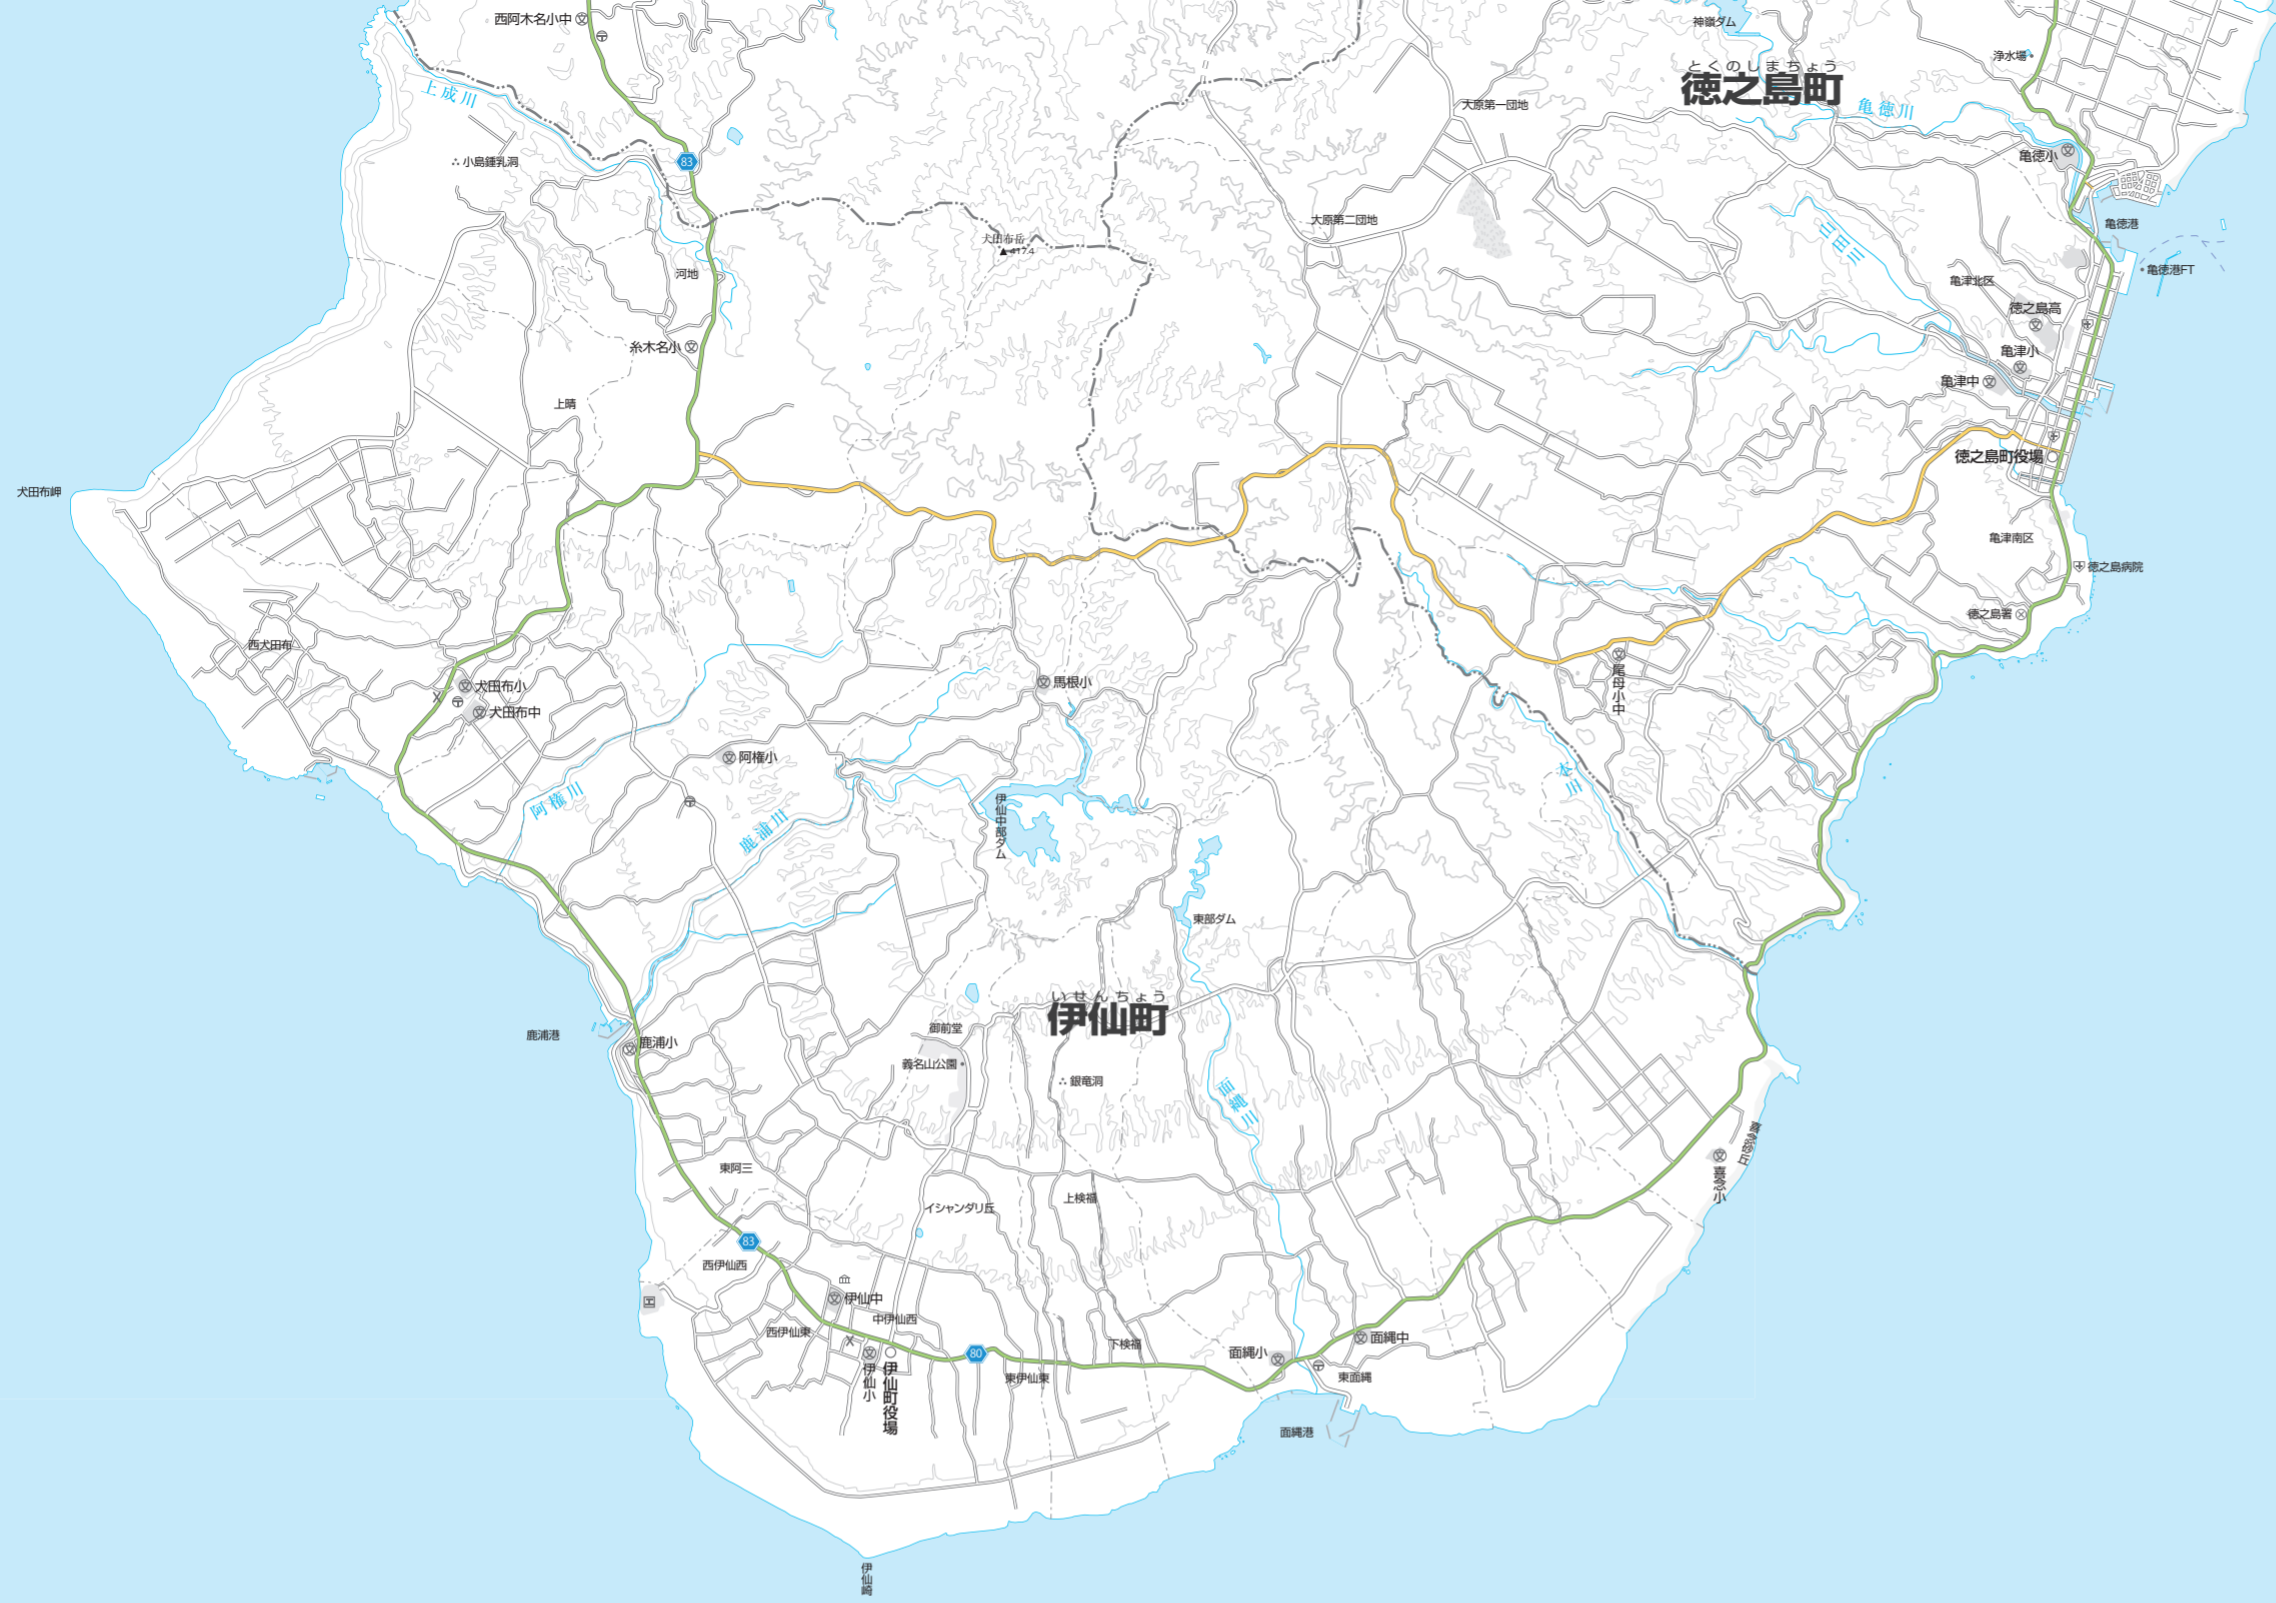 西阿木名小中
神嶺ダム
浄水場
とくのしまちょう
徳之島町
上成川
大原第一団地
亀徳川
亀徳小
83
小島鍾乳洞
大原第二団地
亀徳港
犬田布岳
417.4
河地
亀徳港FT
亀津北区
徳之島高
糸木名小
亀津小
亀津中
上晴
徳之島町役場
犬田布岬
亀津南区
徳之島病院
徳之島署
西犬田布
犬田布小
馬根小
尾母小中
犬田布中
阿権小
本川
阿権川
鹿浦川
伊仙中部ダム
東部ダム
いせんちょう
伊仙町
鹿浦港
鹿浦小
御前堂
義名山公園
銀竜洞
面縄川
喜念砂丘
喜念小
東阿三
上検福
イシャンダリ丘
83
西伊仙西
伊仙中
中伊仙西
西伊仙東
80
下検福
面縄中
面縄小
伊仙小
伊仙町役場
東伊仙東
東面縄
面縄港
伊仙崎